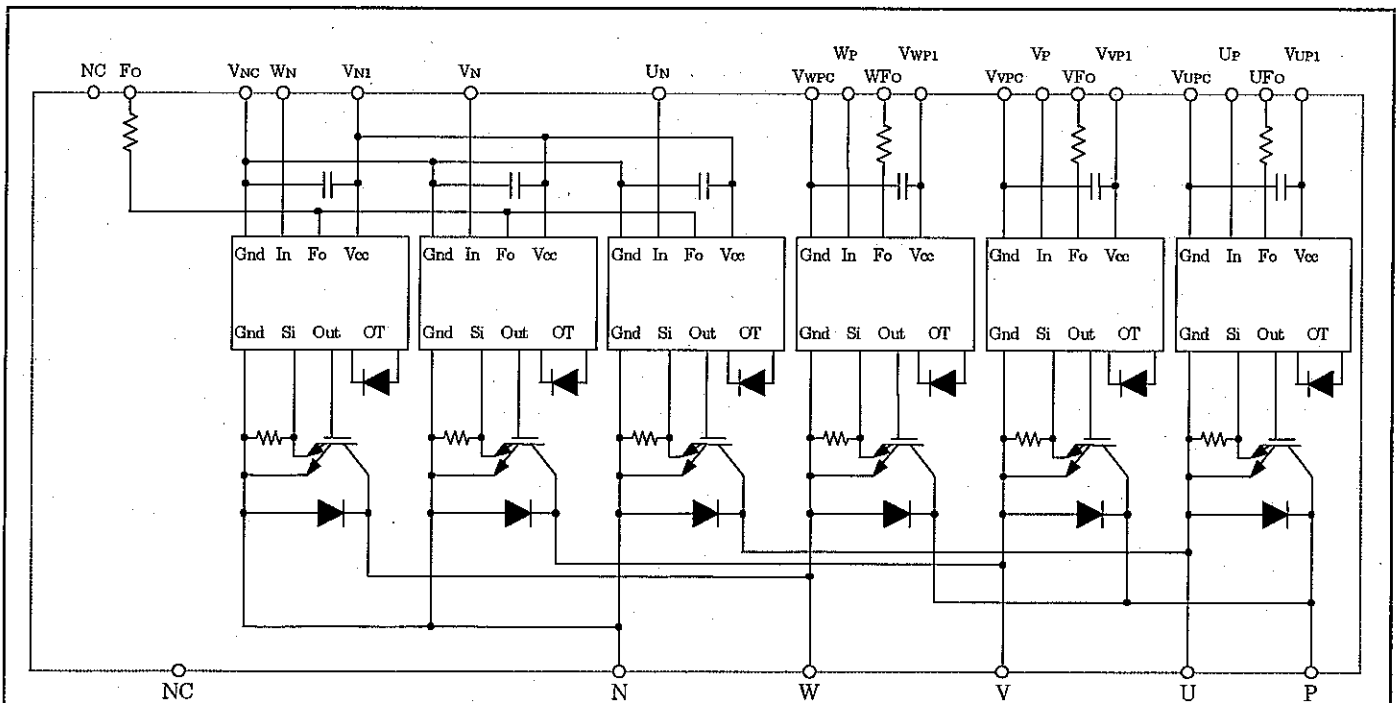 NC Fo VNC WN VN1 VN UN VWPC WP WFo VWP1 VVPC VP VFo VVP1 VUPC UP UFo VUP1
Gnd In Fo Vcc Gnd In Fo Vcc Gnd In Fo Vcc Gnd In Fo Vcc Gnd In Fo Vcc Gnd In Fo Vcc
Gnd Si Out OT Gnd Si Out OT Gnd Si Out OT Gnd Si Out OT Gnd Si Out OT Gnd Si Out OT
NC N W V U P